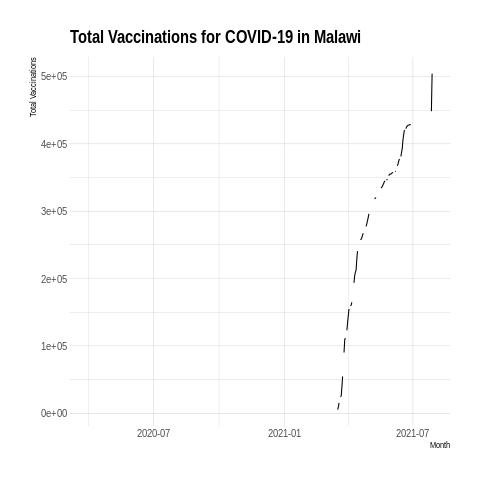 Total Vaccinations for COVID-19 in Malawi
Total Vaccinations
5e+05
4e+05
3e+05
2e+05
1e+05
0e+00
2020-07
2021-01
2021-07
Month